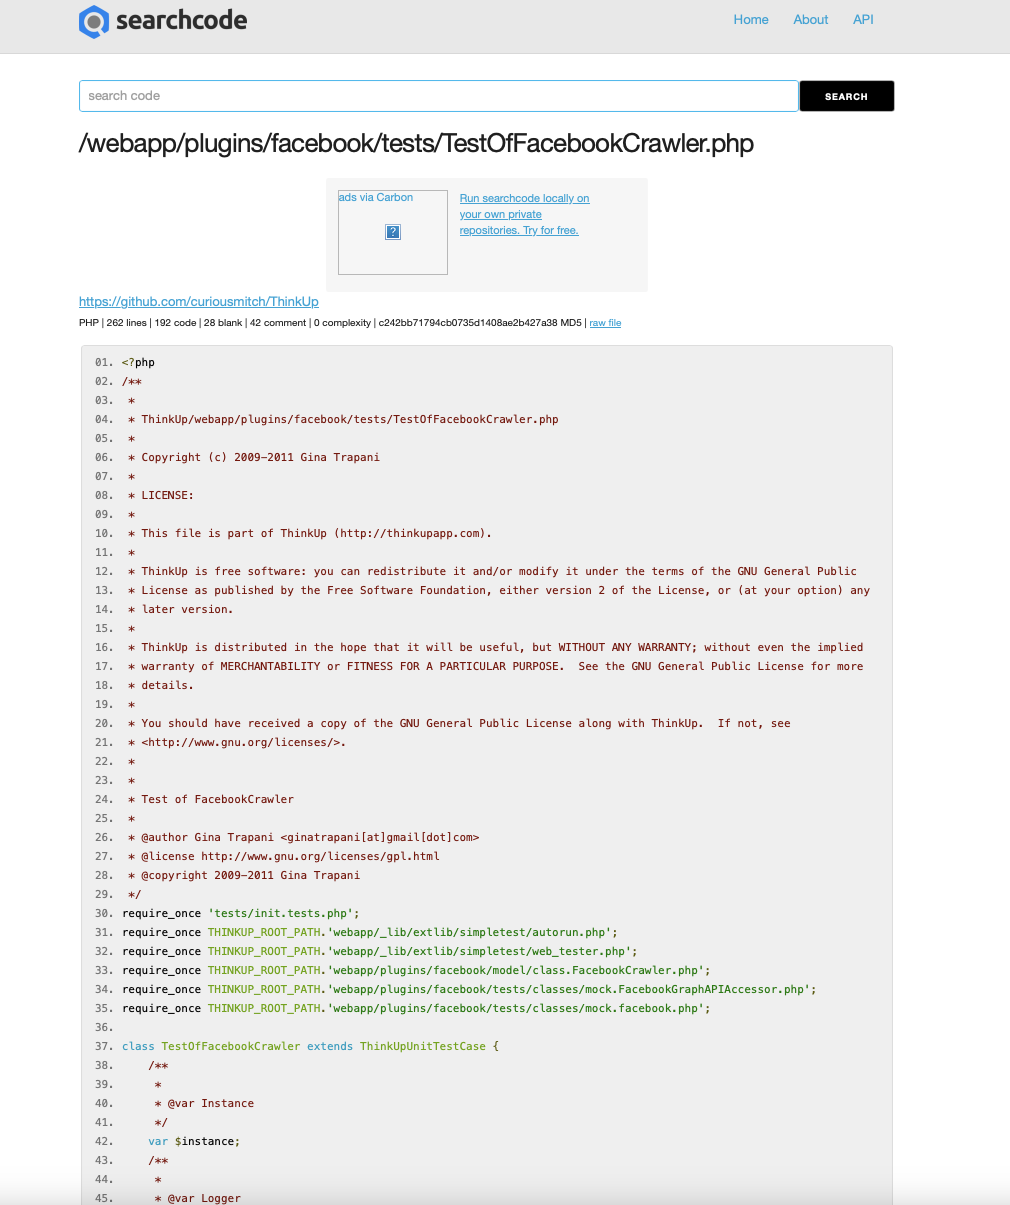 searchcode
Home About API
search code
SEARCH
/webapp/plugins/facebook/tests/TestOfFacebookCrawler.php
ads via Carbon
Run searchcode locally on
your own private
repositories. Try for free.
https://github.com/curiousmitch/ThinkUp
PHP | 262 lines | 192 code | 28 blank | 42 comment | 0 complexity | c242bb71794cb0735d1408ae2b427a38 MD5 | raw file
01. <?php
02. /**
03.  *
04.  * ThinkUp/webapp/plugins/facebook/tests/TestOfFacebookCrawler.php
05.  *
06.  * Copyright (c) 2009-2011 Gina Trapani
07.  *
08.  * LICENSE:
09.  *
10.  * This file is part of ThinkUp (http://thinkupapp.com).
11.  *
12.  * ThinkUp is free software: you can redistribute it and/or modify it under the terms of the GNU General Public
13.  * License as published by the Free Software Foundation, either version 2 of the License, or (at your option) any
14.  * later version.
15.  *
16.  * ThinkUp is distributed in the hope that it will be useful, but WITHOUT ANY WARRANTY; without even the implied
17.  * warranty of MERCHANTABILITY or FITNESS FOR A PARTICULAR PURPOSE.  See the GNU General Public License for more
18.  * details.
19.  *
20.  * You should have received a copy of the GNU General Public License along with ThinkUp.  If not, see
21.  * <http://www.gnu.org/licenses/>.
22.  *
23.  *
24.  * Test of FacebookCrawler
25.  *
26.  * @author Gina Trapani <ginatrapani[at]gmail[dot]com>
27.  * @license http://www.gnu.org/licenses/gpl.html
28.  * @copyright 2009-2011 Gina Trapani
29.  */
30. require_once 'tests/init.tests.php';
31. require_once THINKUP_ROOT_PATH.'webapp/_lib/extlib/simpletest/autorun.php';
32. require_once THINKUP_ROOT_PATH.'webapp/_lib/extlib/simpletest/web_tester.php';
33. require_once THINKUP_ROOT_PATH.'webapp/plugins/facebook/model/class.FacebookCrawler.php';
34. require_once THINKUP_ROOT_PATH.'webapp/plugins/facebook/tests/classes/mock.FacebookGraphAPIAccessor.php';
35. require_once THINKUP_ROOT_PATH.'webapp/plugins/facebook/tests/classes/mock.facebook.php';
36.
37. class TestOfFacebookCrawler extends ThinkUpUnitTestCase {
38.     /**
39.      *
40.      * @var Instance
41.      */
42.     var $instance;
43.     /**
44.      *
45.      * @var Logger